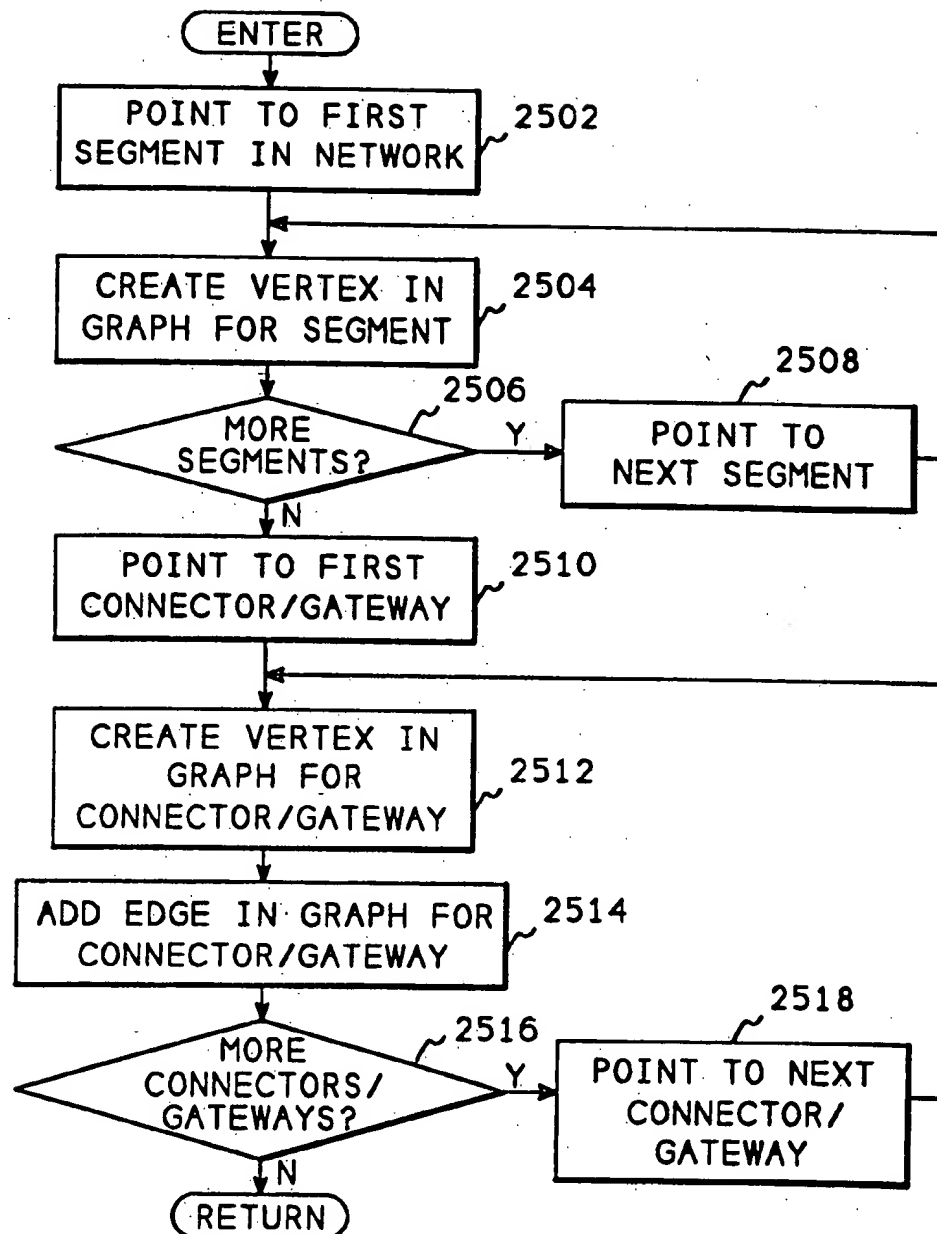 ENTER
POINT TO FIRST
SEGMENT IN NETWORK
2502
CREATE VERTEX IN
GRAPH FOR SEGMENT
2504
MORE
SEGMENTS?
2506
Y
N
POINT TO
NEXT SEGMENT
2508
POINT TO FIRST
CONNECTOR/GATEWAY
2510
CREATE VERTEX IN
GRAPH FOR
CONNECTOR/GATEWAY
2512
ADD EDGE IN GRAPH FOR
CONNECTOR/GATEWAY
2514
MORE
CONNECTORS/
GATEWAYS?
2516
Y
N
POINT TO NEXT
CONNECTOR/
GATEWAY
2518
RETURN